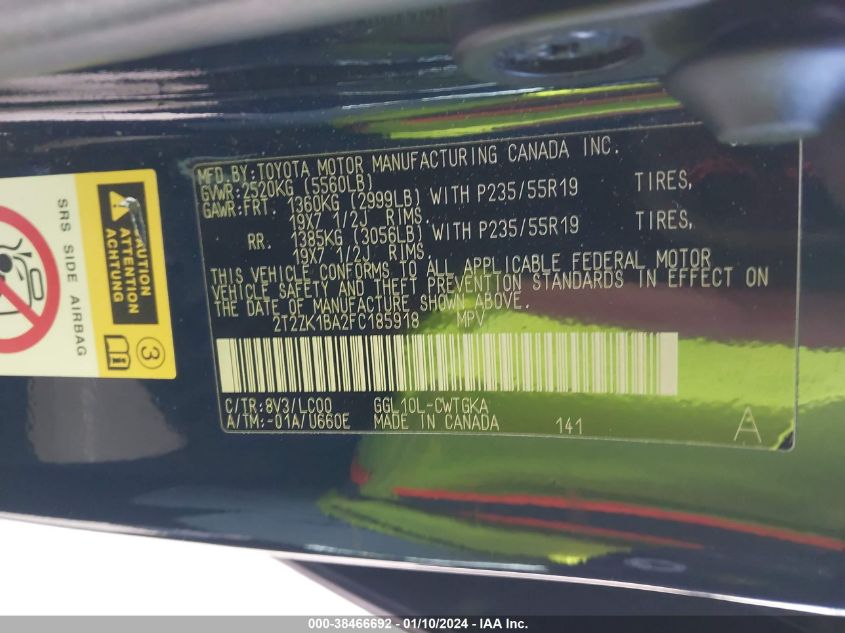 MFD.BY:TOYOTA MOTOR MANUFACTURING CANADA INC.
GVWR:2520KG (5560LB)
GAWR:FRT. 1360KG (2999LB) WITH P235/55R19 TIRES,
19X7 1/2J RIMS,
RR. 1385KG (3056LB) WITH P235/55R19 TIRES,
19X7 1/2J RIMS,
THIS VEHICLE CONFORMS TO ALL APPLICABLE FEDERAL MOTOR
VEHICLE SAFETY AND THEFT PREVENTION STANDARDS IN EFFECT ON
THE DATE OF MANUFACTURE SHOWN ABOVE.
2T2ZK1BA2FC185918 MPV
C/TR:8V3/LC00 GGL10L-CWTGKA
A/TM:-01A/U660E MADE IN CANADA 141
A
SRS SIDE AIRBAG
CAUTION
ATTENTION
ACHTUNG
3
000-38466692 - 01/10/2024 - IAA Inc.